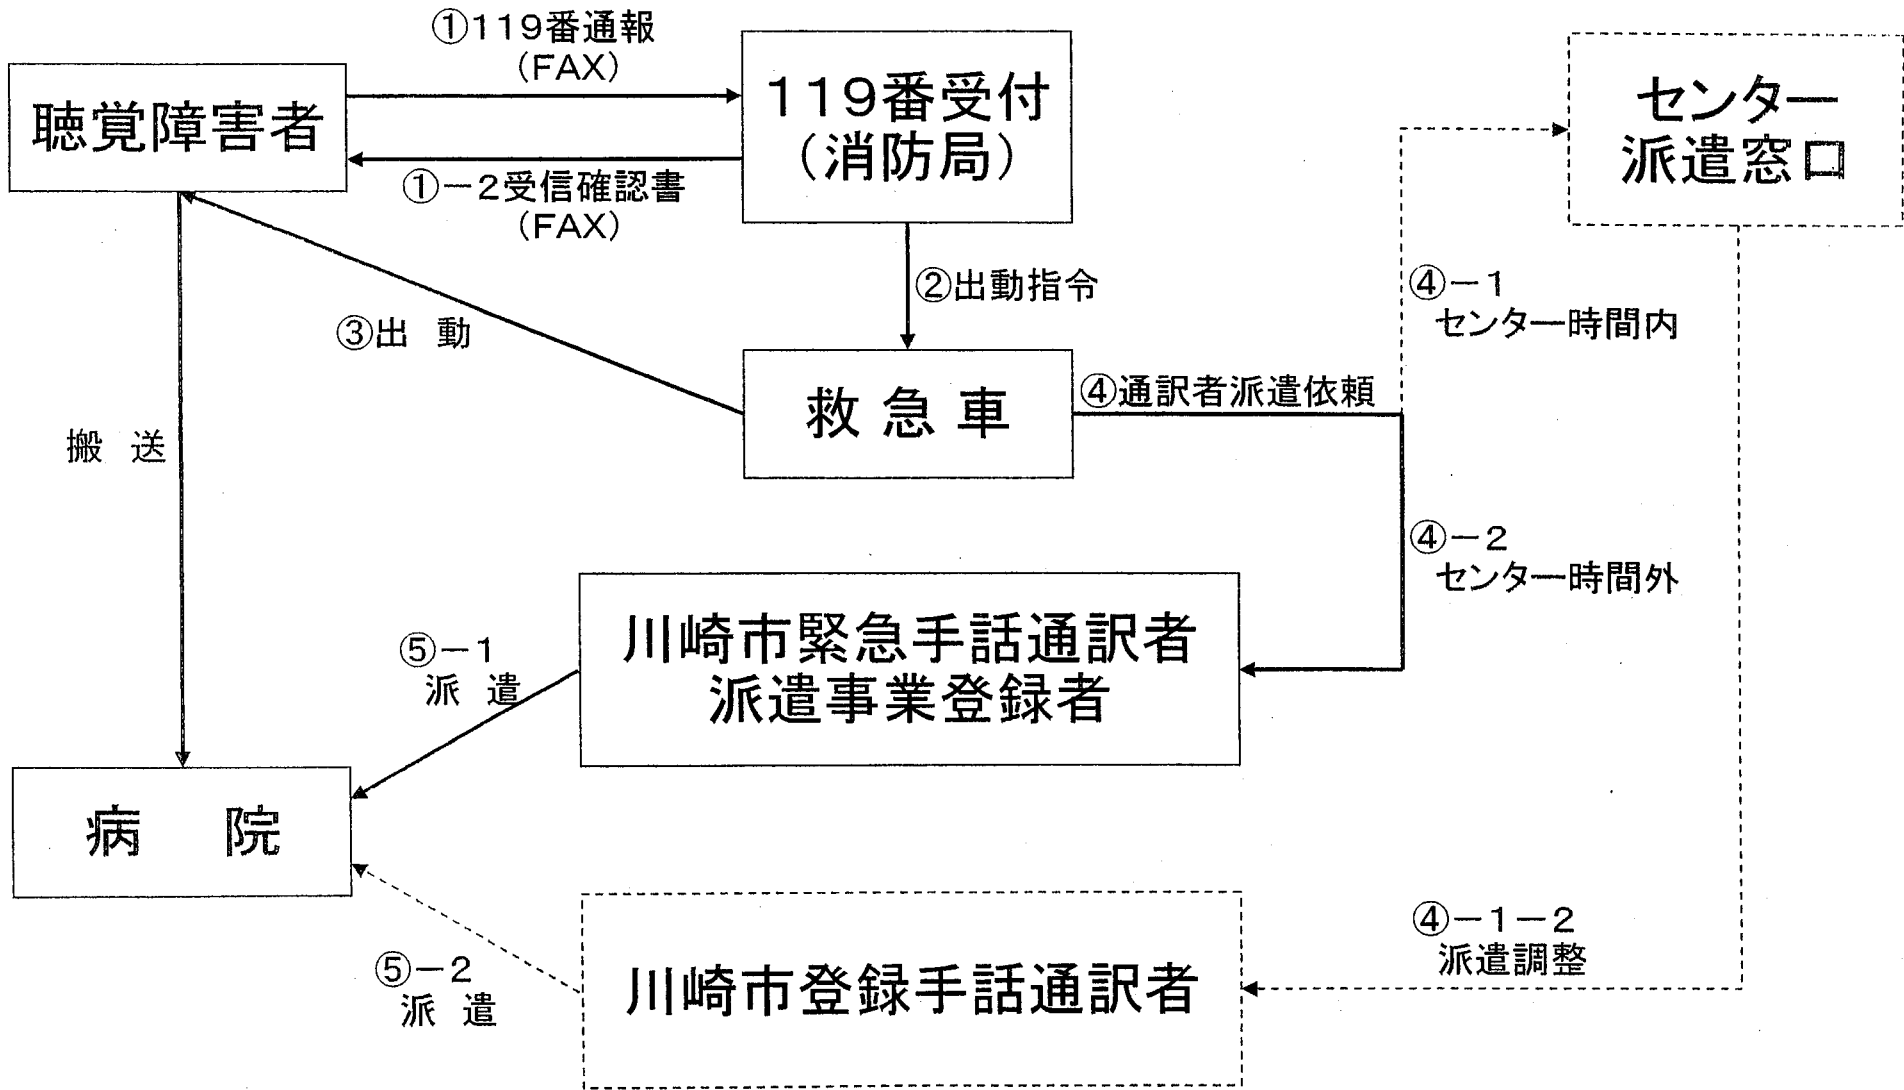 ①119番通報
(FAX)
聴覚障害者
119番受付
(消防局)
センター
派遣窓口
①-2受信確認書
(FAX)
②出動指令
④-1
センター時間内
③出 動
救 急 車
④通訳者派遣依頼
搬 送
④-2
センター時間外
川崎市緊急手話通訳者
派遣事業登録者
⑤-1
派 遣
病 院
④-1-2
派遣調整
川崎市登録手話通訳者
⑤-2
派 遣